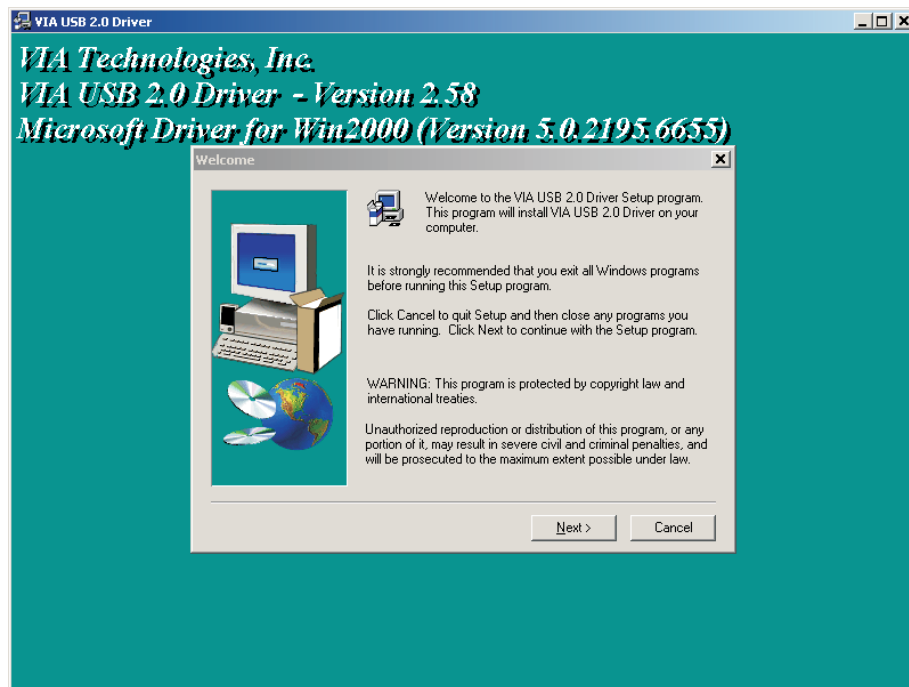 VIA USB 2.0 Driver
VIA Technologies, Inc.
VIA USB 2.0 Driver - Version 2.58
Microsoft Driver for Win2000 (Version 5.0.2195.6655)
Welcome
Welcome to the VIA USB 2.0 Driver Setup program.
This program will install VIA USB 2.0 Driver on your
computer.
It is strongly recommended that you exit all Windows programs
before running this Setup program.
Click Cancel to quit Setup and then close any programs you
have running. Click Next to continue with the Setup program.
WARNING: This program is protected by copyright law and
international treaties.
Unauthorized reproduction or distribution of this program, or any
portion of it, may result in severe civil and criminal penalties, and
will be prosecuted to the maximum extent possible under law.
Next >
Cancel